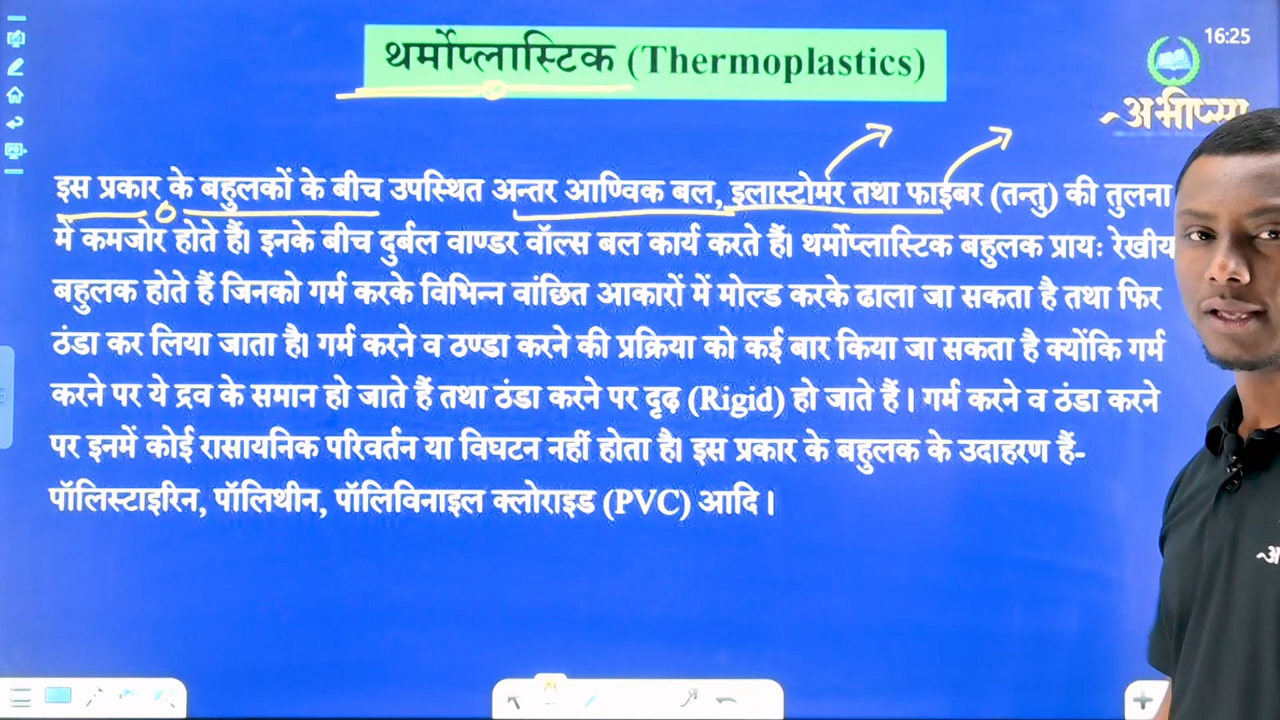 थर्मोप्लास्टिक (Thermoplastics)
16:25
अभीप्सा
इस प्रकार के बहुलकों के बीच उपस्थित अन्तर आण्विक बल, इलास्टोमर तथा फाईबर (तन्तु) की तुलना
में कमजोर होते हैं। इनके बीच दुर्बल वाण्डर वॉल्स बल कार्य करते हैं। थर्मोप्लास्टिक बहुलक प्रायः रेखीय
बहुलक होते हैं जिनको गर्म करके विभिन्न वांछित आकारों में मोल्ड करके ढाला जा सकता है तथा फिर
ठंडा कर लिया जाता है। गर्म करने व ठण्डा करने की प्रक्रिया को कई बार किया जा सकता है क्योंकि गर्म
करने पर ये द्रव के समान हो जाते हैं तथा ठंडा करने पर दृढ़ (Rigid) हो जाते हैं । गर्म करने व ठंडा करने
पर इनमें कोई रासायनिक परिवर्तन या विघटन नहीं होता है। इस प्रकार के बहुलक के उदाहरण हैं-
पॉलिस्टाइरिन, पॉलिथीन, पॉलिविनाइल क्लोराइड (PVC) आदि ।